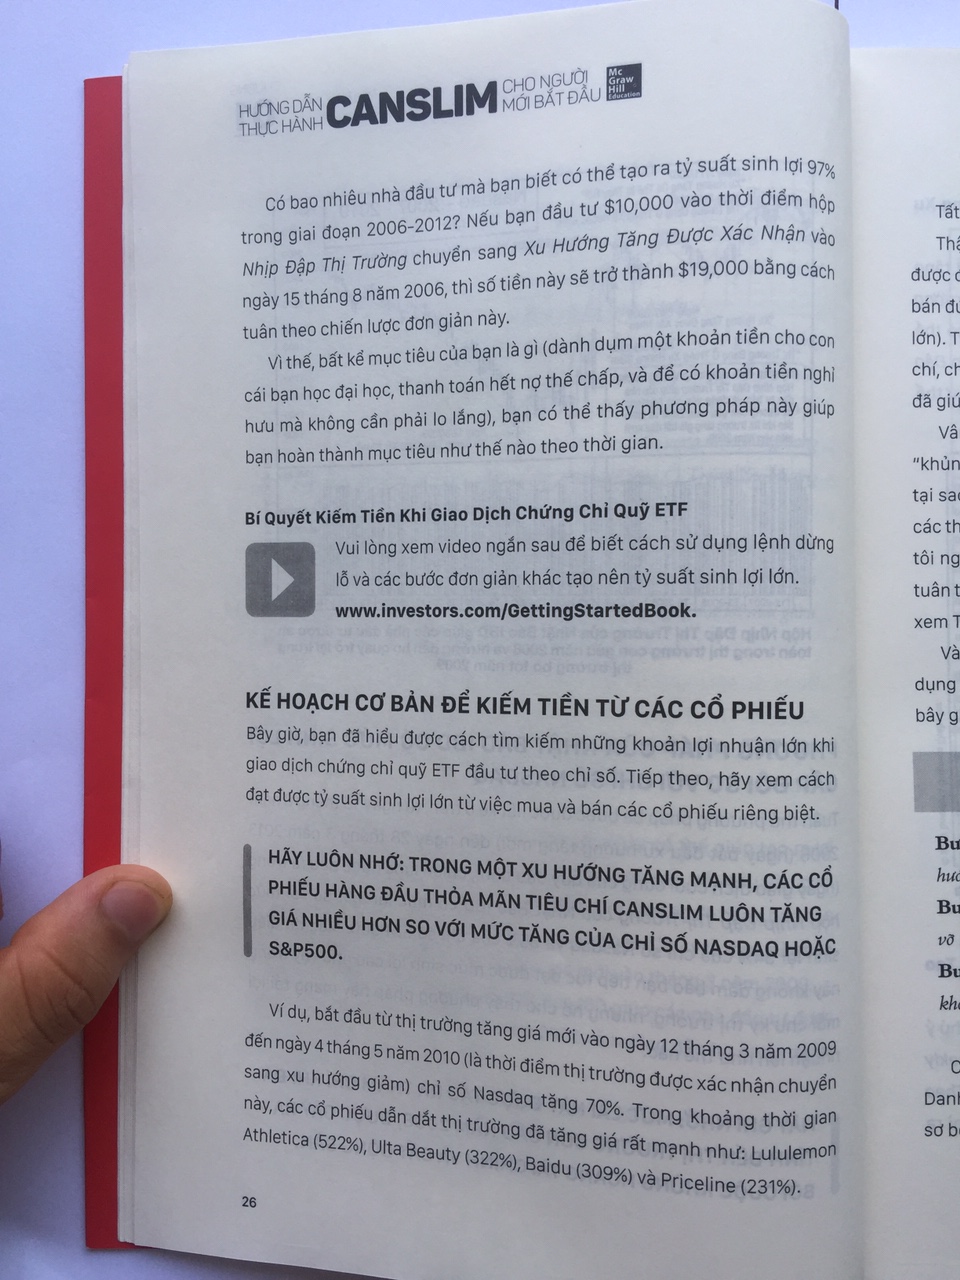 HƯỚNG DẪN
THỰC HÀNH
CANSLIM
CHO NGƯỜI
MỚI BẮT ĐẦU
Mc
Graw
Hill
Education
Có bao nhiêu nhà đầu tư mà bạn biết có thể tạo ra tỷ suất sinh lợi 97%
trong giai đoạn 2006-2012? Nếu bạn đầu tư $10,000 vào thời điểm hộp
Nhịp Đập Thị Trường chuyển sang Xu Hướng Tăng Được Xác Nhận vào
ngày 15 tháng 8 năm 2006, thì số tiền này sẽ trở thành $19,000 bằng cách
tuân theo chiến lược đơn giản này.
Vì thế, bất kể mục tiêu của bạn là gì (dành dụm một khoản tiền cho con
cái bạn học đại học, thanh toán hết nợ thế chấp, và để có khoản tiền nghỉ
hưu mà không cần phải lo lắng), bạn có thể thấy phương pháp này giúp
bạn hoàn thành mục tiêu như thế nào theo thời gian.
Bí Quyết Kiếm Tiền Khi Giao Dịch Chứng Chỉ Quỹ ETF
Vui lòng xem video ngắn sau để biết cách sử dụng lệnh dừng
lỗ và các bước đơn giản khác tạo nên tỷ suất sinh lợi lớn.
www.investors.com/GettingStartedBook.
KẾ HOẠCH CƠ BẢN ĐỂ KIẾM TIỀN TỪ CÁC CỔ PHIẾU
Bây giờ, bạn đã hiểu được cách tìm kiếm những khoản lợi nhuận lớn khi
giao dịch chứng chỉ quỹ ETF đầu tư theo chỉ số. Tiếp theo, hãy xem cách
đạt được tỷ suất sinh lợi lớn từ việc mua và bán các cổ phiếu riêng biệt.
HÃY LUÔN NHỚ: TRONG MỘT XU HƯỚNG TĂNG MẠNH, CÁC CỔ
PHIẾU HÀNG ĐẦU THỎA MÃN TIÊU CHÍ CANSLIM LUÔN TĂNG
GIÁ NHIỀU HƠN SO VỚI MỨC TĂNG CỦA CHỈ SỐ NASDAQ HOẶC
S&P500.
Ví dụ, bắt đầu từ thị trường tăng giá mới vào ngày 12 tháng 3 năm 2009
đến ngày 4 tháng 5 năm 2010 (là thời điểm thị trường được xác nhận chuyển
sang xu hướng giảm) chỉ số Nasdaq tăng 70%. Trong khoảng thời gian
này, các cổ phiếu dẫn dắt thị trường đã tăng giá rất mạnh như: Lululemon
Athletica (522%), Ulta Beauty (322%), Baidu (309%) và Priceline (231%).
26
Tất
được
bán
lớn). T
chí,
đã
"khủn
tại
các
tôi
tuân
xem T
Và
dụng
bây
vỡ
sơ